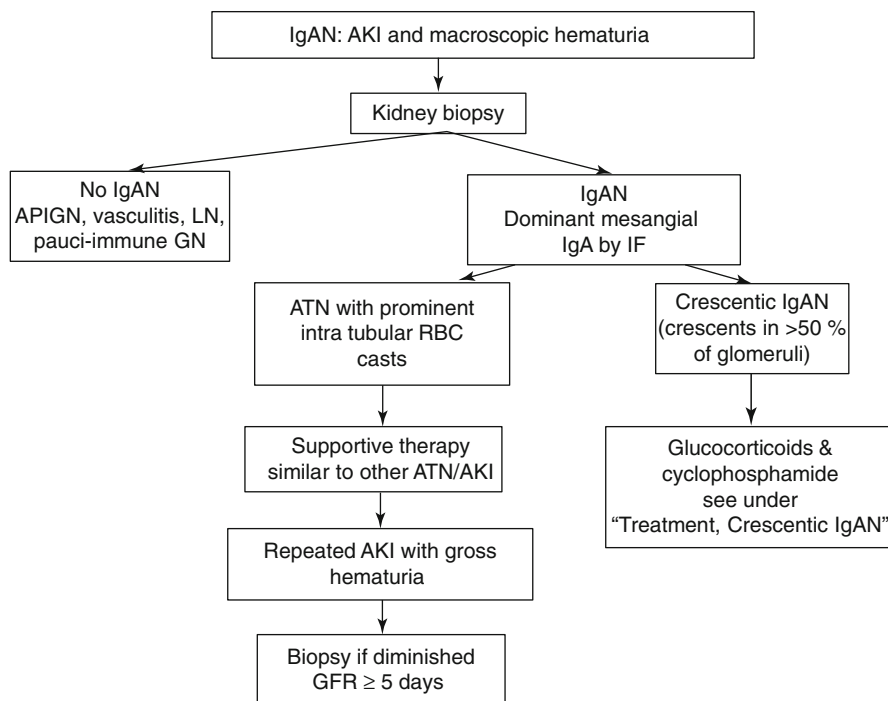 IgAN: AKI and macroscopic hematuria
Kidney biopsy
No IgAN
APIGN, vasculitis, LN,
pauci-immune GN
IgAN
Dominant mesangial
IgA by IF
ATN with prominent
intra tubular RBC
casts
Crescentic IgAN
(crescents in >50 %
of glomeruli)
Supportive therapy
similar to other ATN/AKI
Glucocorticoids &
cyclophosphamide
see under
“Treatment, Crescentic IgAN”
Repeated AKI with gross
hematuria
Biopsy if diminished
GFR ≥ 5 days